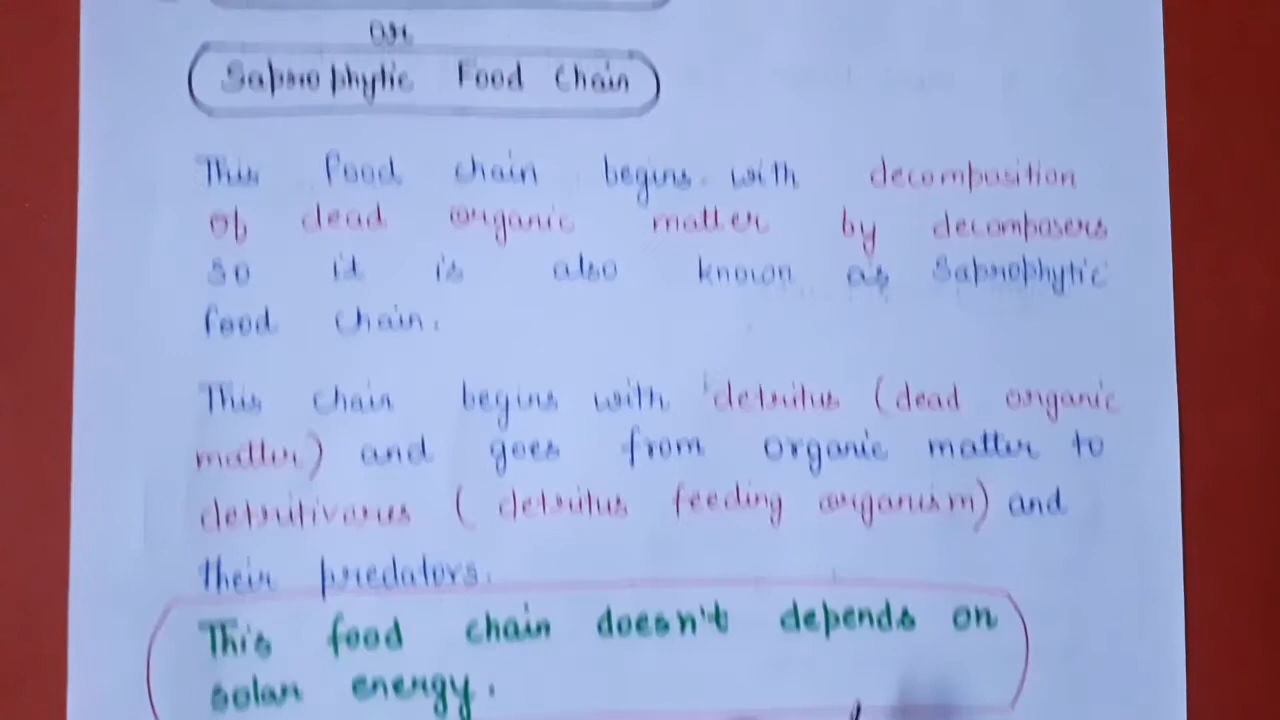 or
Saprophytic Food Chain
This food chain begins with decomposition
of dead organic matter by decomposers
so it is also known as Saprophytic
food chain.
This chain begins with detritus (dead organic
matter) and goes from organic matter to
detritivorus ( detritus feeding organism) and
their predators.
This food chain doesn't depends on
solar energy.